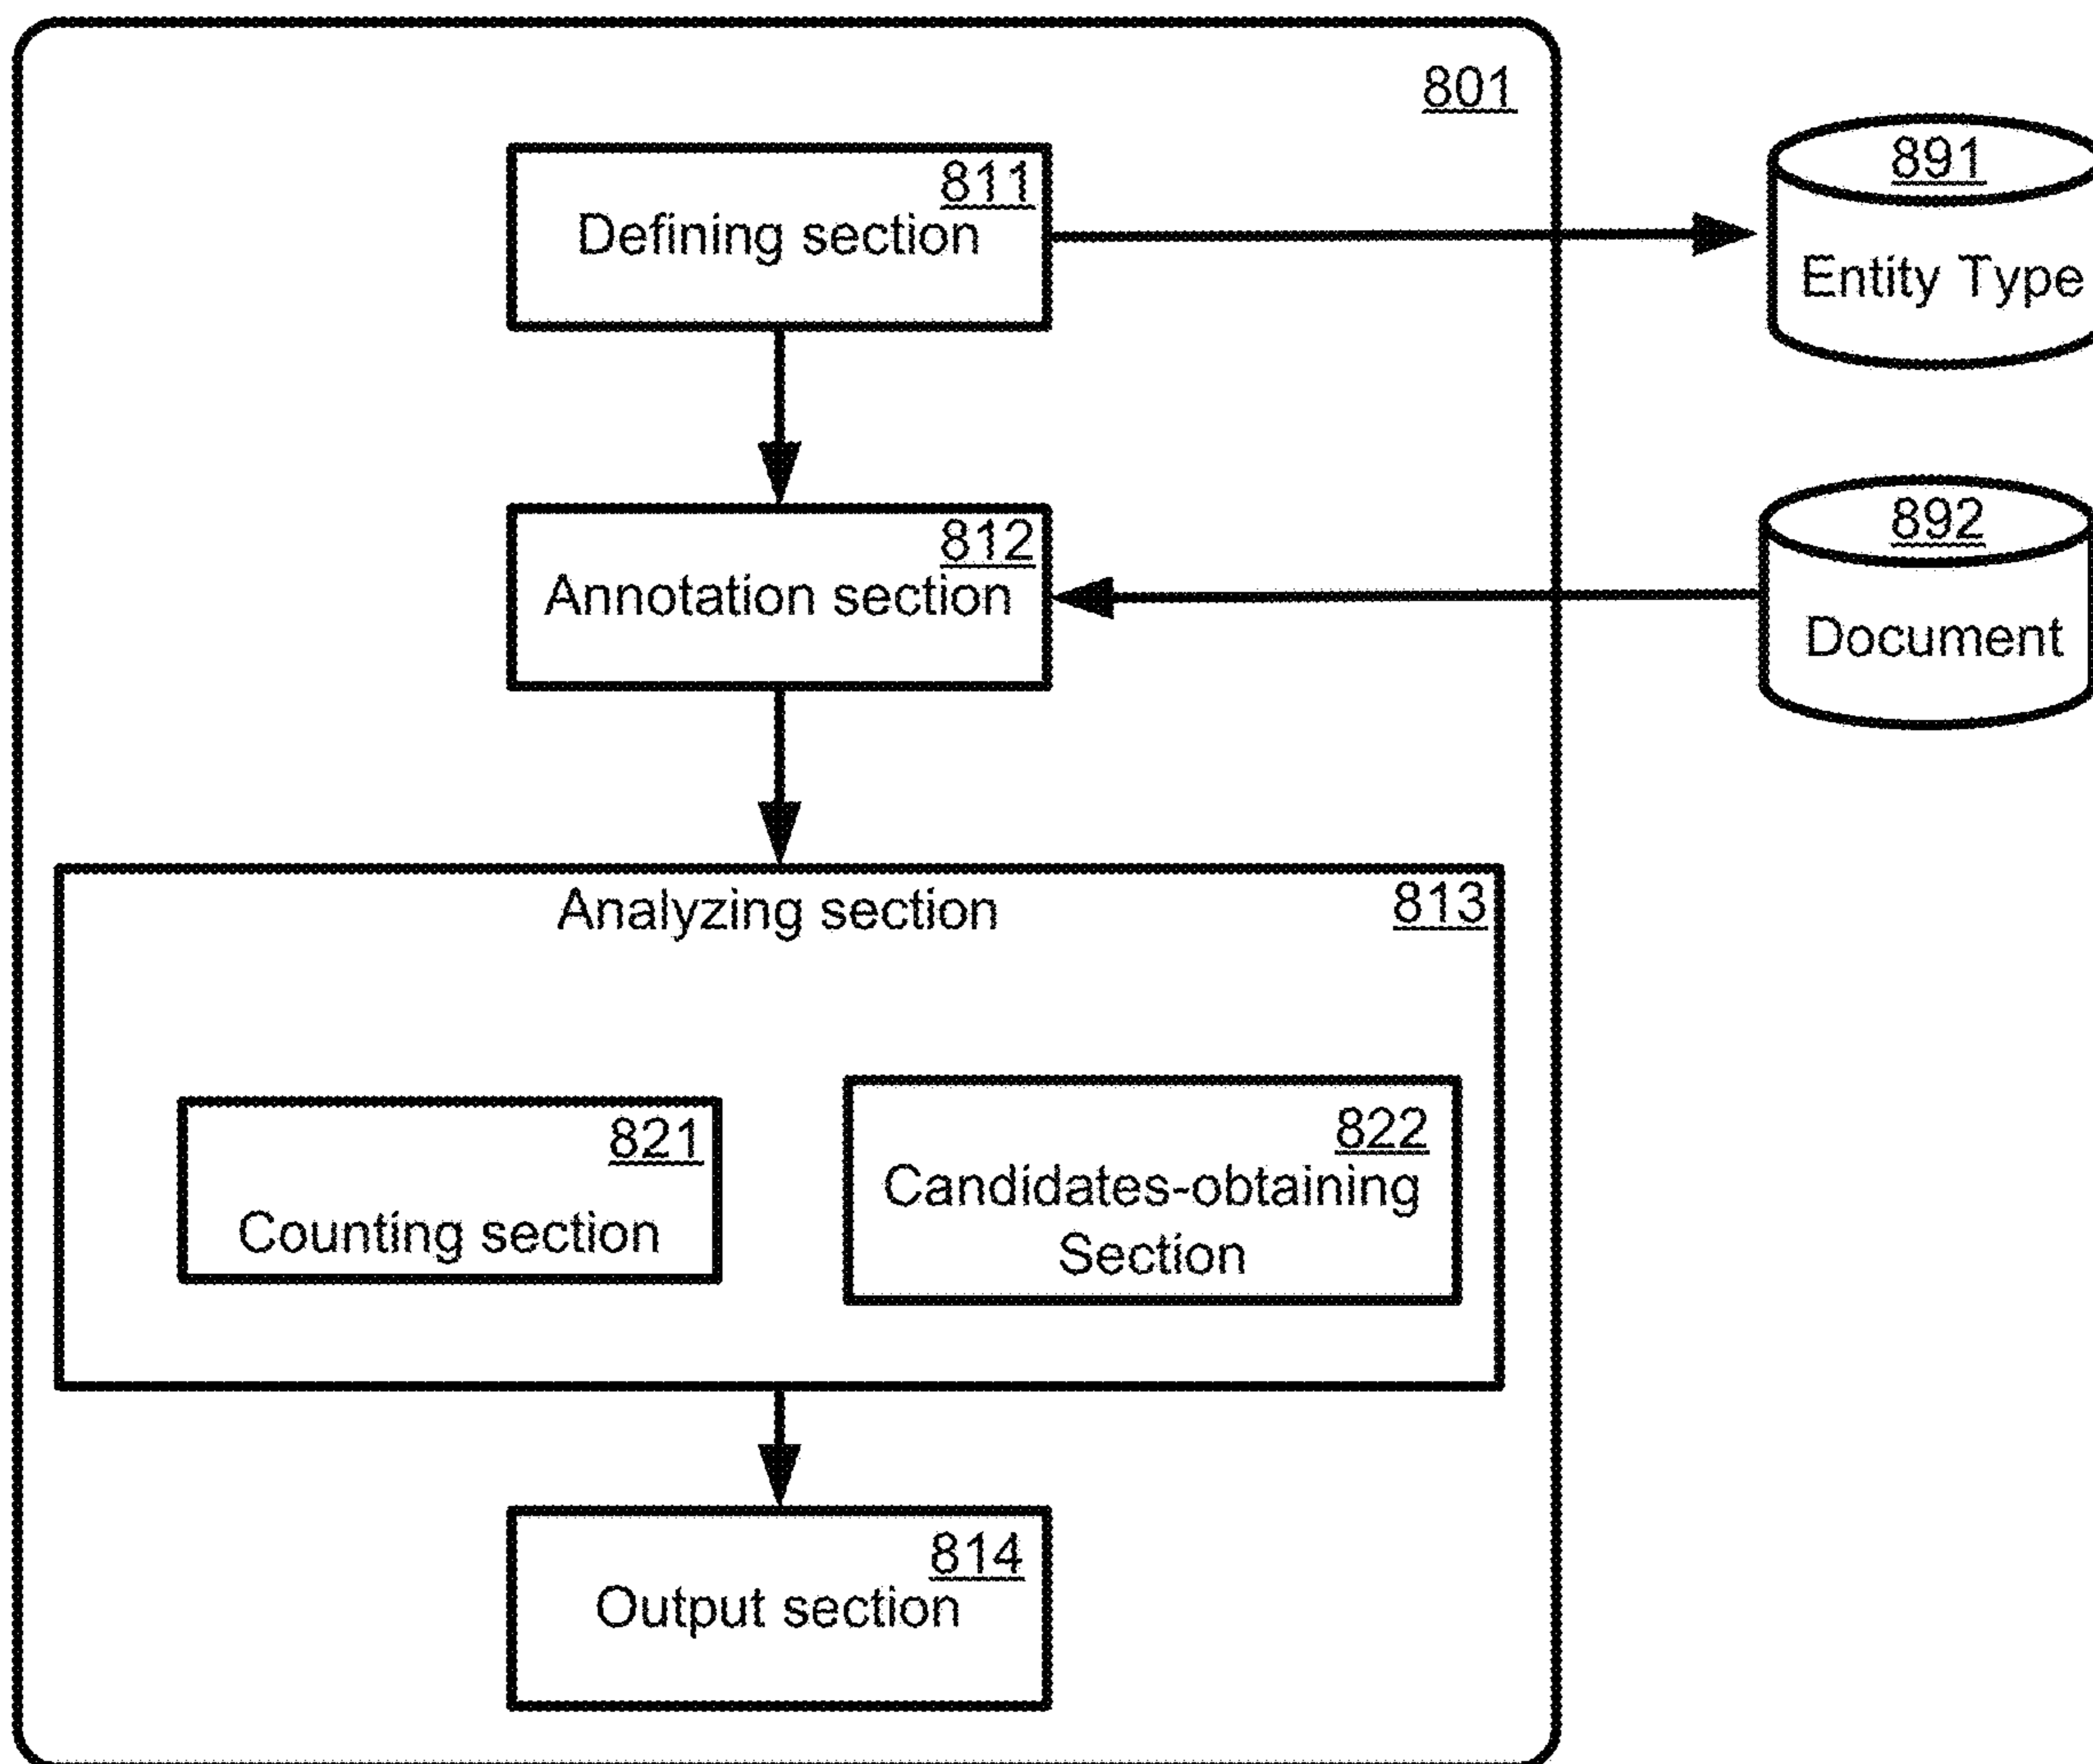 801
811
Defining section
891
Entity Type
812
Annotation section
892
Document
Analyzing section
813
821
Counting section
822
Candidates-obtaining
Section
814
Output section